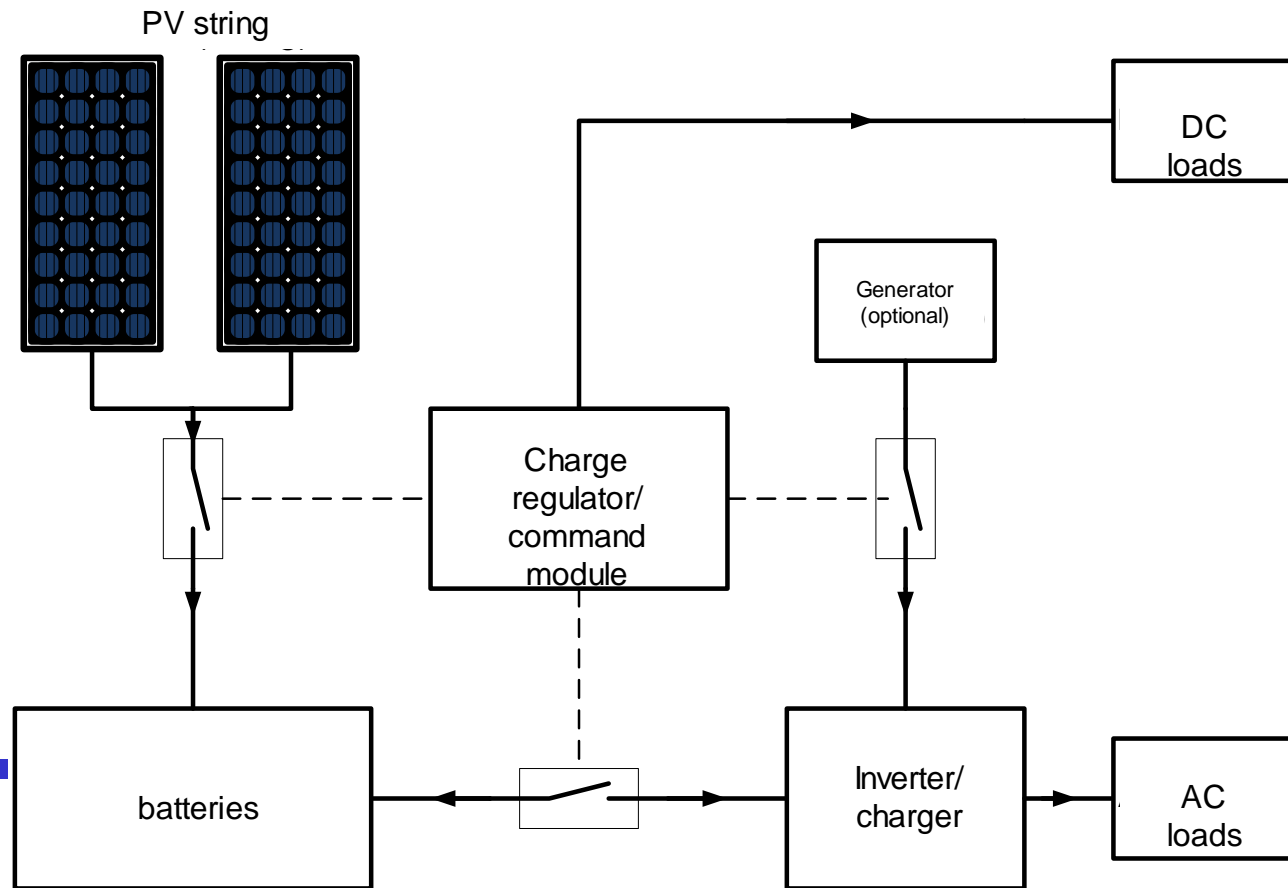 PV string
DC
loads
Generator
(optional)
Charge
regulator/
command
module
batteries
Inverter/
charger
AC
loads